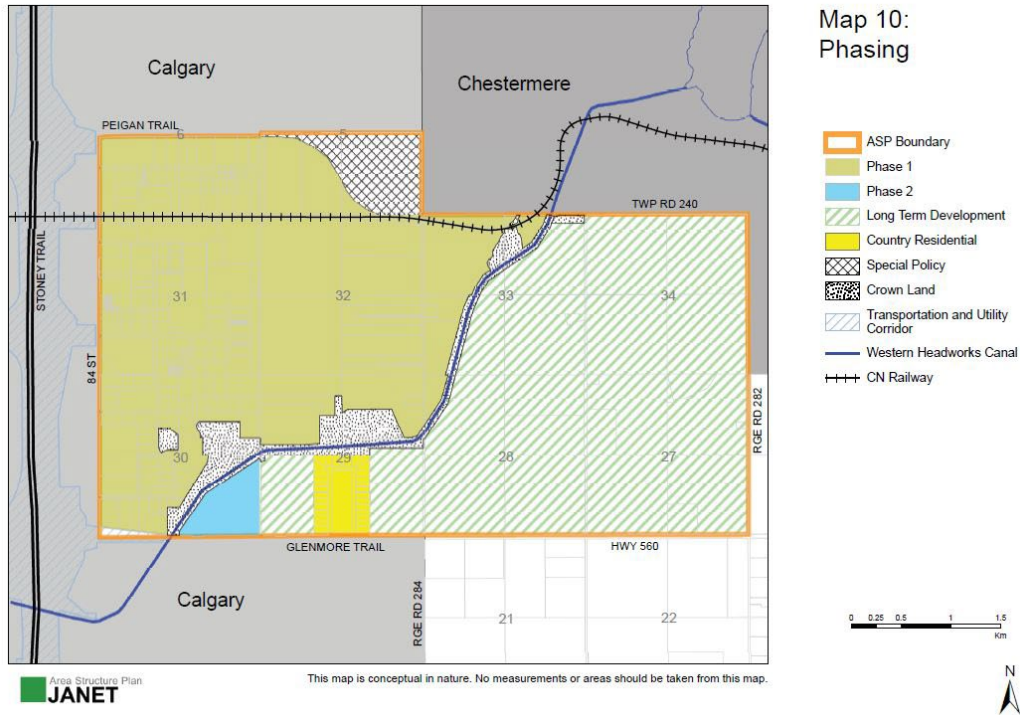 Map 10:
Phasing
Calgary
Chestermere
PEIGAN TRAIL
6
5
TWP RD 240
STONEY TRAIL
84 ST
31
32
33
34
RGE RD 282
30
29
28
27
GLENMORE TRAIL
HWY 560
Calgary
RGE RD 284
21
22
ASP Boundary
Phase 1
Phase 2
Long Term Development
Country Residential
Special Policy
Crown Land
Transportation and Utility
Corridor
Western Headworks Canal
CN Railway
0 0.25 0.5 1 1.5
Km
N
Area Structure Plan
JANET
This map is conceptual in nature. No measurements or areas should be taken from this map.